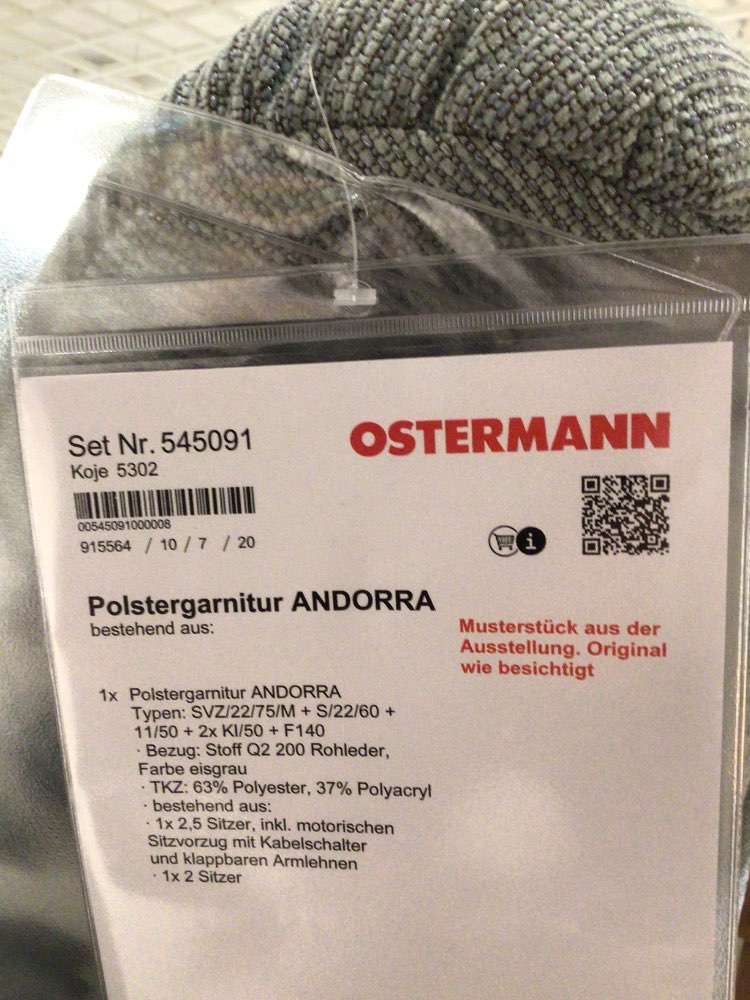 Set Nr. 545091
OSTERMANN
Koje 5302
00545091000008
915564 / 10 / 7 / 20
i
Polstergarnitur ANDORRA
bestehend aus:
Musterstück aus der
Ausstellung. Original
wie besichtigt
1x Polstergarnitur ANDORRA
Typen: SVZ/22/75/M + S/22/60 +
11/50 + 2x KI/50 + F140
· Bezug: Stoff Q2 200 Rohleder,
Farbe eisgrau
· TKZ: 63% Polyester, 37% Polyacryl
· bestehend aus:
· 1x 2,5 Sitzer, inkl. motorischen
Sitzvorzug mit Kabelschalter
und klappbaren Armlehnen
· 1x 2 Sitzer